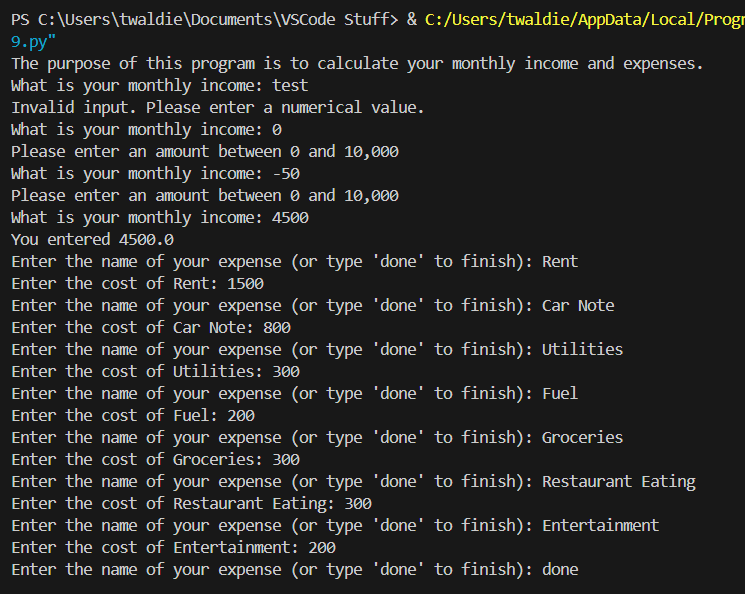 PS C:\Users\twaldie\Documents\VSCode Stuff> & C:/Users/twaldie/AppData/Local/Progr
9.py"
The purpose of this program is to calculate your monthly income and expenses.
What is your monthly income: test
Invalid input. Please enter a numerical value.
What is your monthly income: 0
Please enter an amount between 0 and 10,000
What is your monthly income: -50
Please enter an amount between 0 and 10,000
What is your monthly income: 4500
You entered 4500.0
Enter the name of your expense (or type 'done' to finish): Rent
Enter the cost of Rent: 1500
Enter the name of your expense (or type 'done' to finish): Car Note
Enter the cost of Car Note: 800
Enter the name of your expense (or type 'done' to finish): Utilities
Enter the cost of Utilities: 300
Enter the name of your expense (or type 'done' to finish): Fuel
Enter the cost of Fuel: 200
Enter the name of your expense (or type 'done' to finish): Groceries
Enter the cost of Groceries: 300
Enter the name of your expense (or type 'done' to finish): Restaurant Eating
Enter the cost of Restaurant Eating: 300
Enter the name of your expense (or type 'done' to finish): Entertainment
Enter the cost of Entertainment: 200
Enter the name of your expense (or type 'done' to finish): done